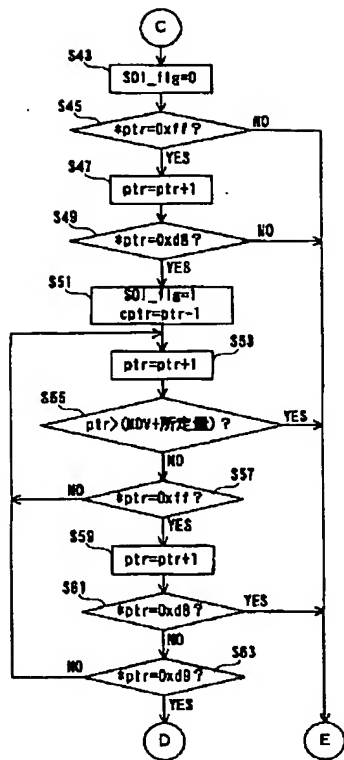 C
S43
SOI_flg=0
S45
*ptr=0xff?
NO
YES
S47
ptr=ptr+1
S49
*ptr=0xd8?
NO
YES
S51
SOI_flg=1
cptr=ptr-1
S53
ptr=ptr+1
S55
ptr>(MDV+所定量)?
YES
NO
S57
NO
*ptr=0xff?
YES
S59
ptr=ptr+1
S61
*ptr=0xd8?
YES
NO
S63
NO
*ptr=0xd9?
YES
D
E